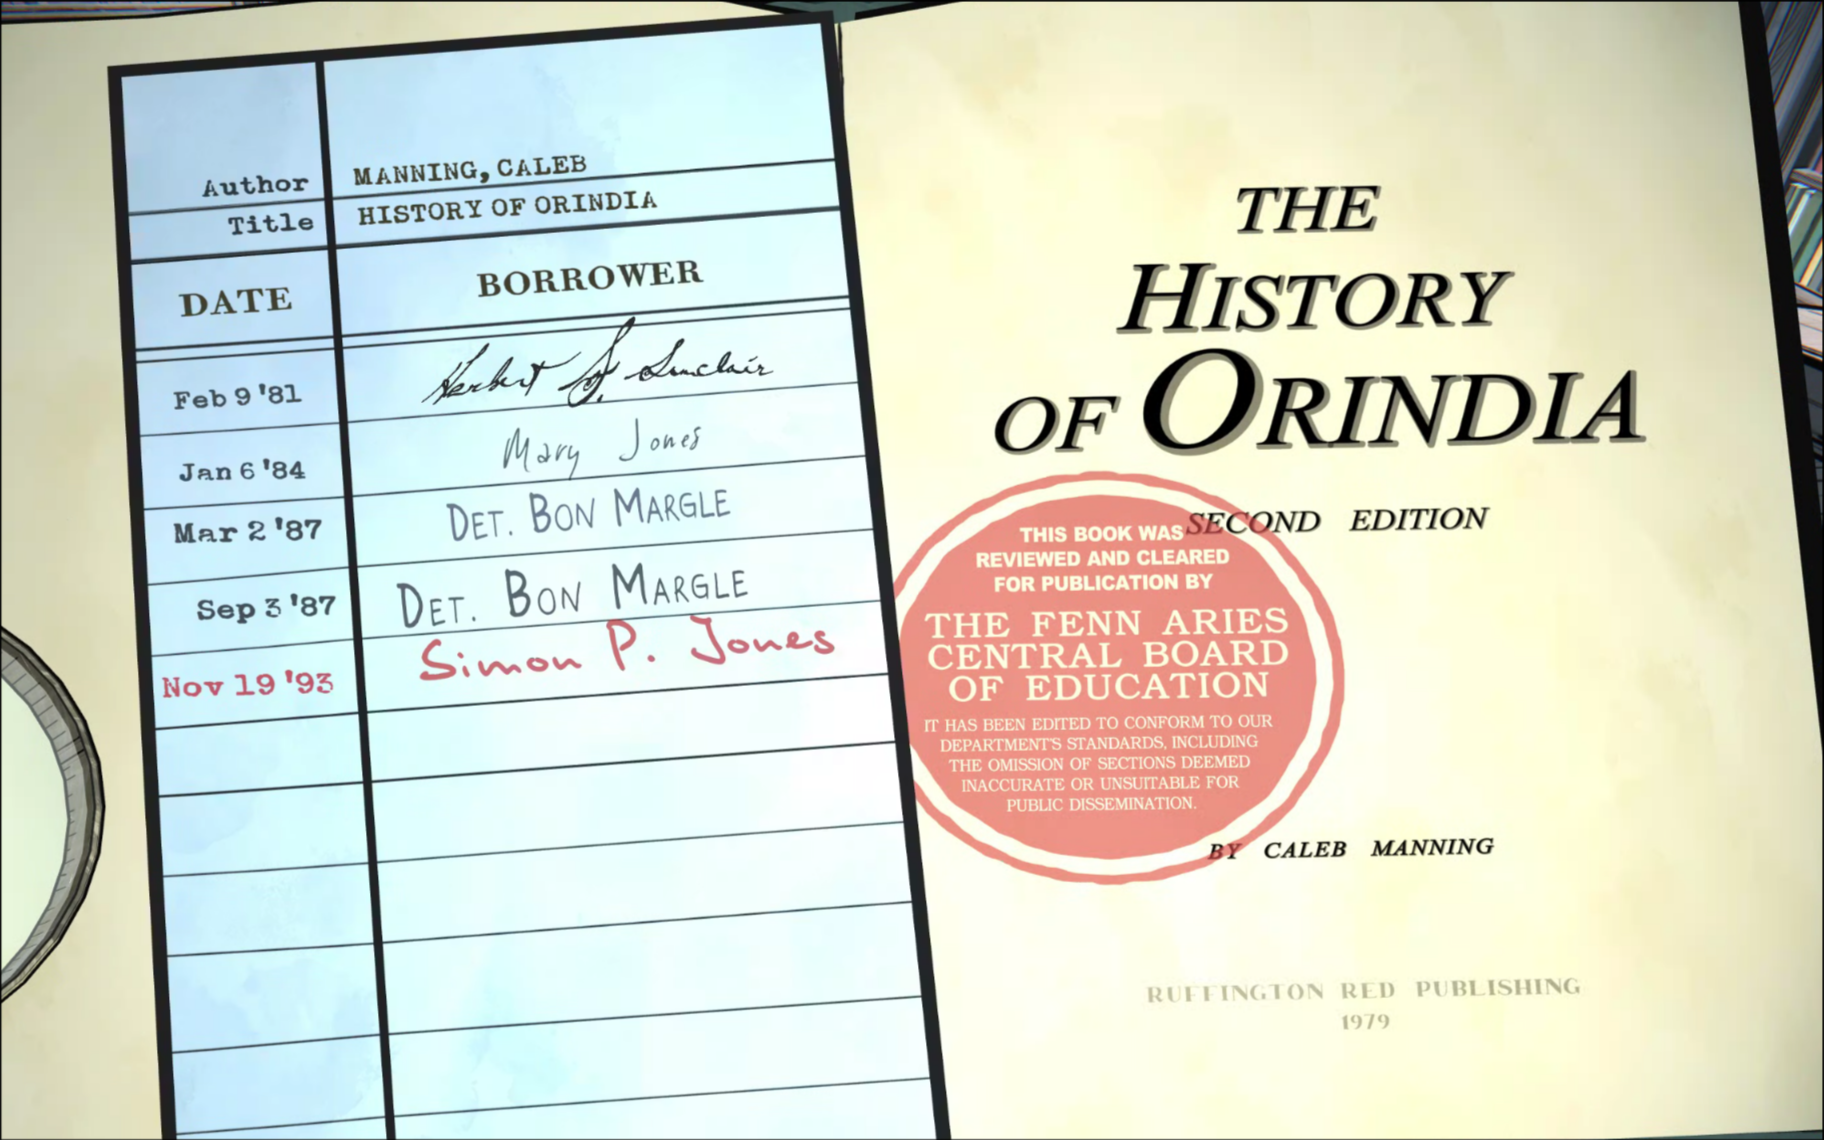 Author MANNING, CALEB
Title HISTORY OF ORINDIA
DATE BORROWER
Feb 9 '81 Herbert S. Sinclair
Jan 6 '84 Mary Jones
Mar 2 '87 DET. BON MARGLE
Sep 3 '87 DET. BON MARGLE
Nov 19 '93 Simon P. Jones
THE
HISTORY
OF ORINDIA
SECOND EDITION
THIS BOOK WAS
REVIEWED AND CLEARED
FOR PUBLICATION BY
THE FENN ARIES
CENTRAL BOARD
OF EDUCATION
IT HAS BEEN EDITED TO CONFORM TO OUR
DEPARTMENT'S STANDARDS, INCLUDING
THE OMISSION OF SECTIONS DEEMED
INACCURATE OR UNSUITABLE FOR
PUBLIC DISSEMINATION.
BY CALEB MANNING
RUFFINGTON RED PUBLISHING
1979